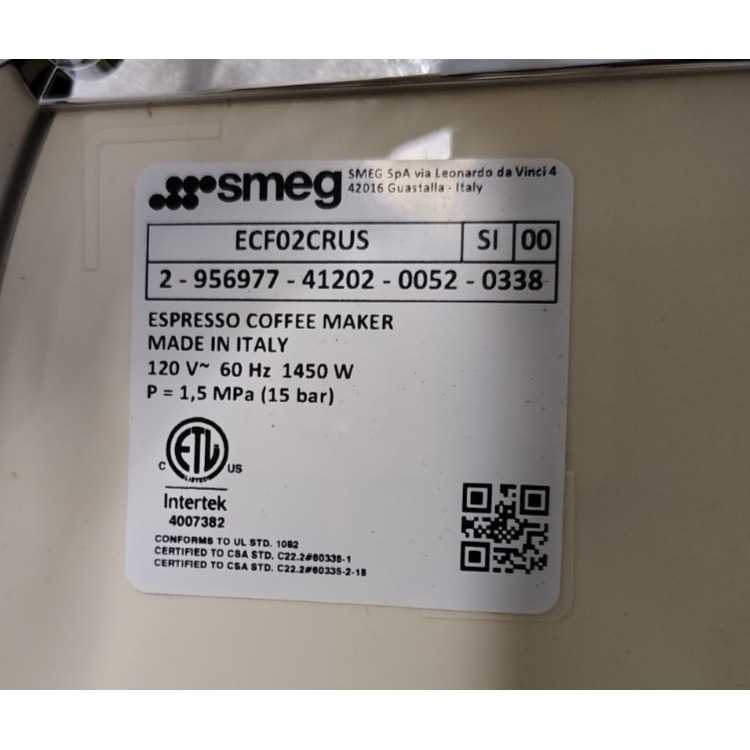 smeg SMEG SpA via Leonardo da Vinci 4
42016 Guastalla - Italy
ECF02CRUS SI 00
2 - 956977 - 41202 - 0052 - 0338
ESPRESSO COFFEE MAKER
MADE IN ITALY
120 V~ 60 Hz 1450 W
P = 1,5 MPa (15 bar)
ETL
C US
LISTED
Intertek
4007382
CONFORMS TO UL STD. 1082
CERTIFIED TO CSA STD. C22.2#60335-1
CERTIFIED TO CSA STD. C22.2#60335-2-15